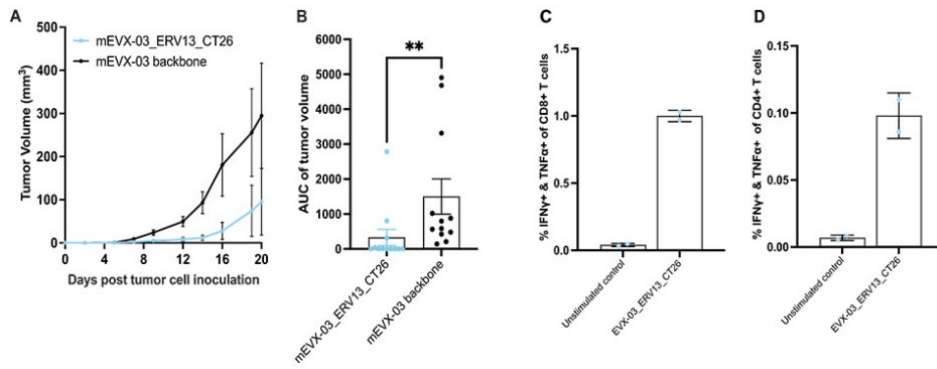 A
Tumor Volume (mm³)
500
400
300
200
100
0
mEVX-03_ERV13_CT26
mEVX-03 backbone
0 4 8 12 16 20
Days post tumor cell inoculation
B
AUC of tumor volume
6000
5000
4000
3000
2000
1000
0
**
mEVX-03_ERV13_CT26
mEVX-03 backbone
C
% IFNγ+ & TNFα+ of CD8+ T cells
1.5
1.0
0.5
0.0
Unstimulated control
EVX-03_ERV13_CT26
D
% IFNγ+ & TNFα+ of CD4+ T cells
0.15
0.10
0.05
0.00
Unstimulated control
EVX-03_ERV13_CT26